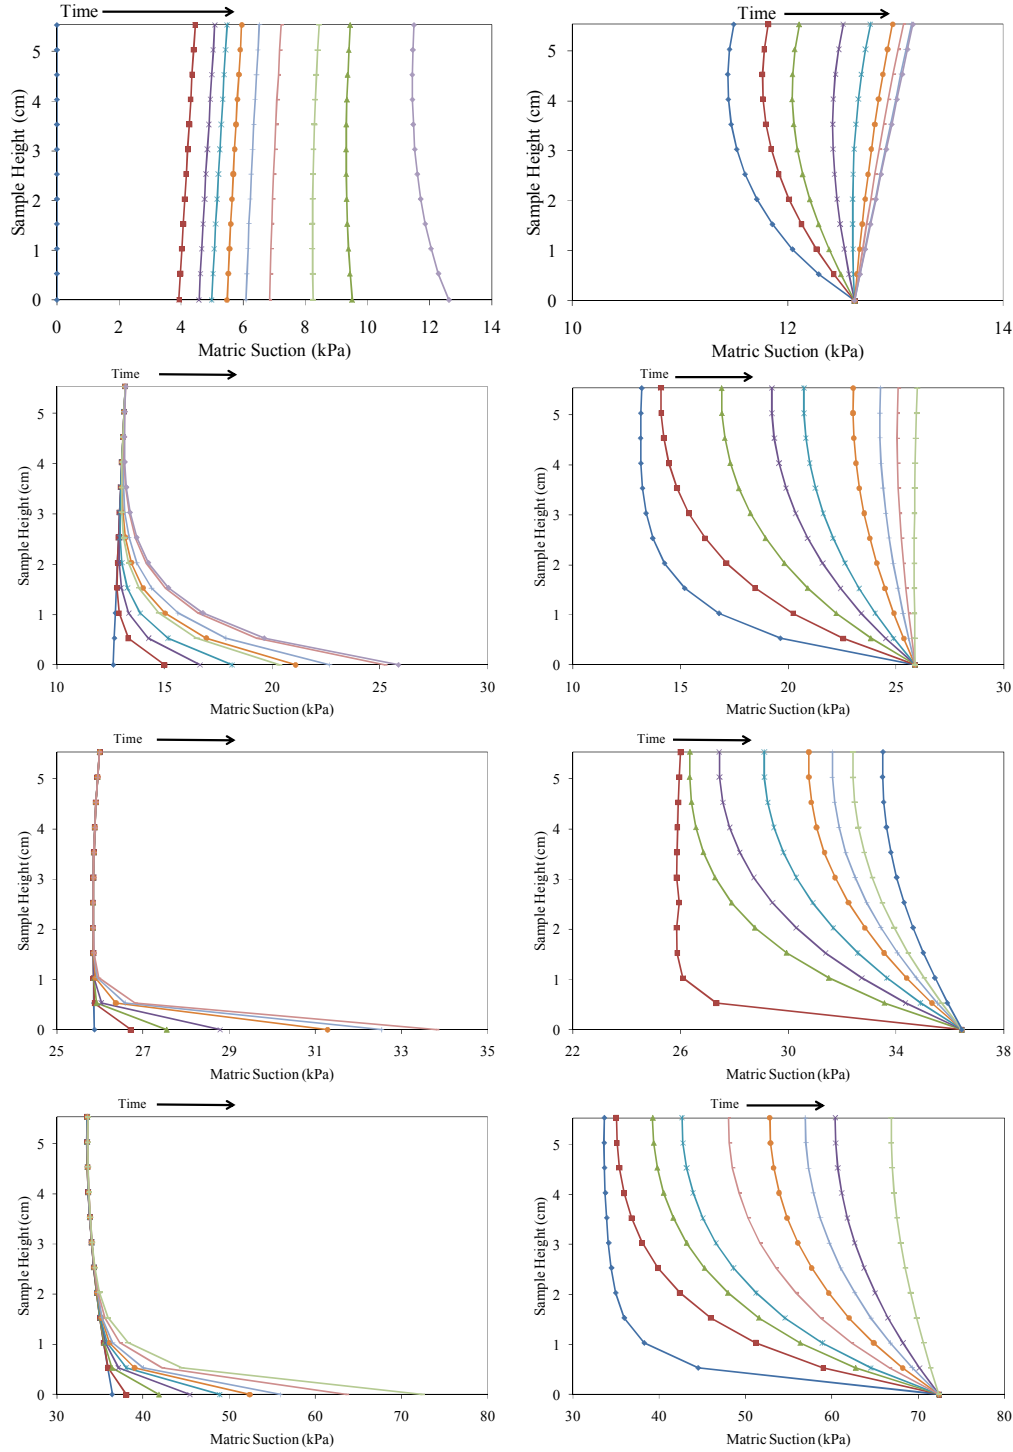 Time
Sample Height (cm)
5
4
3
2
1
0
0 2 4 6 8 10 12 14
Matric Suction (kPa)
Time
Sample Height (cm)
5
4
3
2
1
0
10 12 14
Matric Suction (kPa)
Time
Sample Height (cm)
5
4
3
2
1
0
10 15 20 25 30
Matric Suction (kPa)
Time
Sample Height (cm)
5
4
3
2
1
0
10 15 20 25 30
Matric Suction (kPa)
Time
Sample Height (cm)
5
4
3
2
1
0
25 27 29 31 33 35
Matric Suction (kPa)
Time
Sample Height (cm)
5
4
3
2
1
0
22 26 30 34 38
Matric Suction (kPa)
Time
Sample Height (cm)
5
4
3
2
1
0
30 40 50 60 70 80
Matric Suction (kPa)
Time
Sample Height (cm)
5
4
3
2
1
0
30 40 50 60 70 80
Matric Suction (kPa)